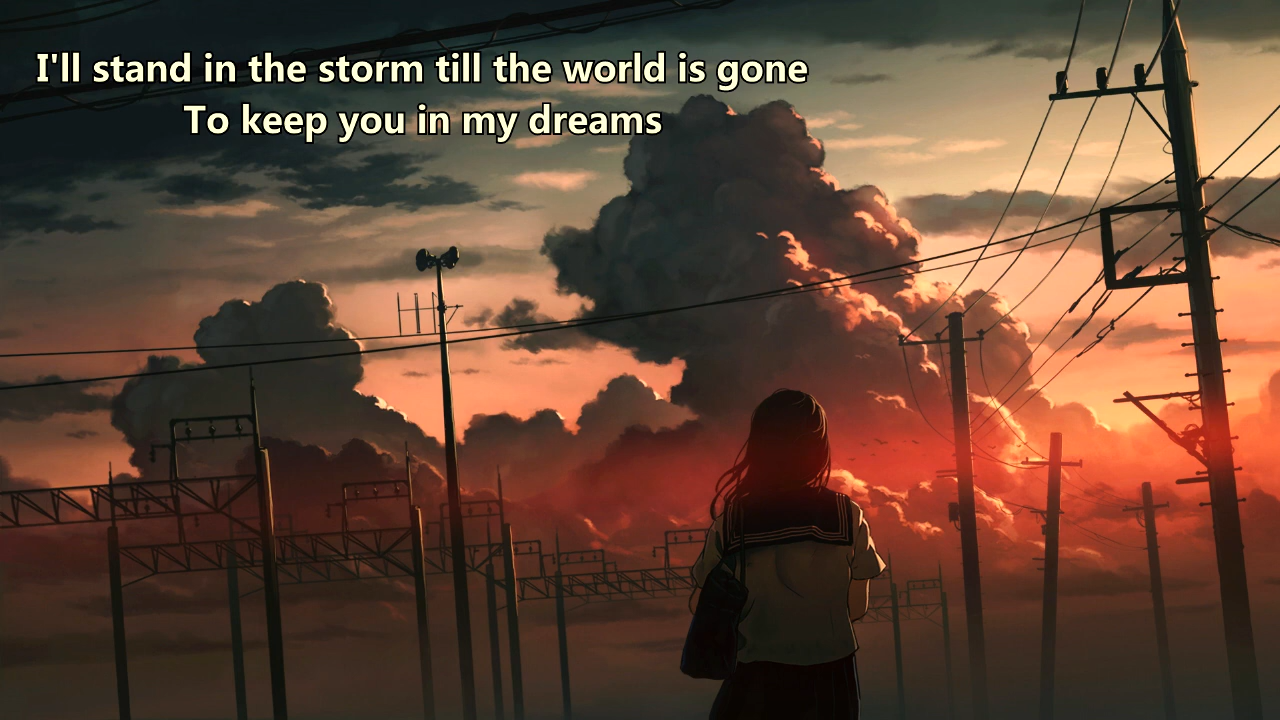 I'll stand in the storm till the world is gone
To keep you in my dreams